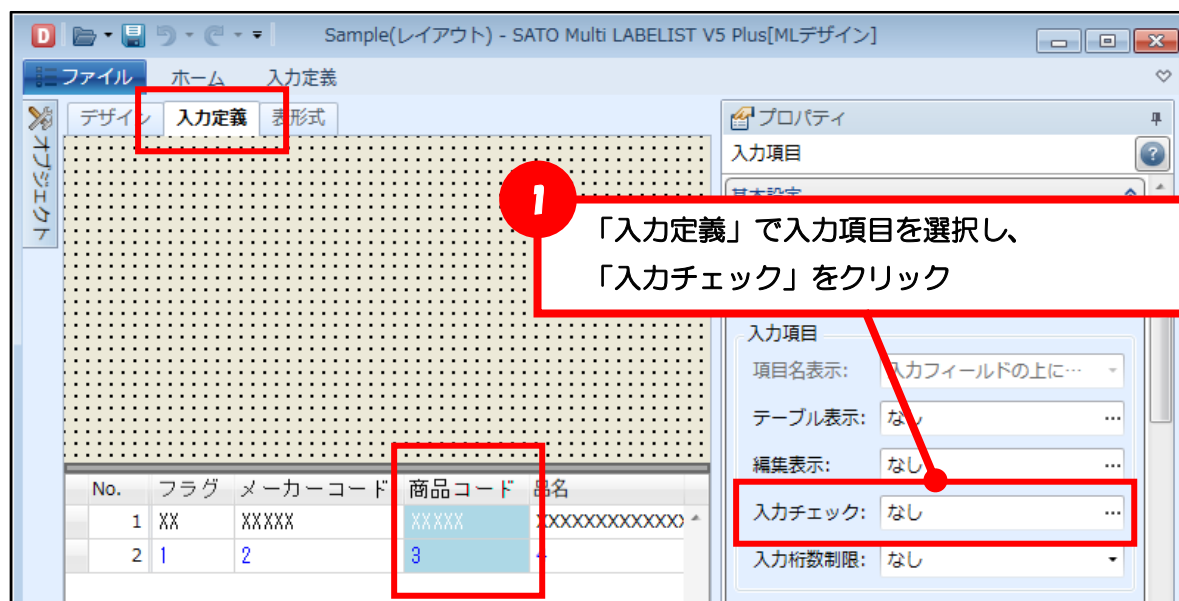 D
Sample(レイアウト) - SATO Multi LABELIST V5 Plus[MLデザイン]
ファイル ホーム 入力定義
デザイン 入力定義 表形式
オブジェクト
プロパティ
入力項目
?
基本設定
1
「入力定義」で入力項目を選択し、
「入力チェック」をクリック
入力項目
項目名表示: 入力フィールドの上に…
テーブル表示: なし ...
編集表示: なし ...
入力チェック: なし ...
入力桁数制限: なし
No. フラグ メーカーコード 商品コード 品名
1 XX XXXXX XXXXX XXXXXXXXXXXXX
2 1 2 3 4